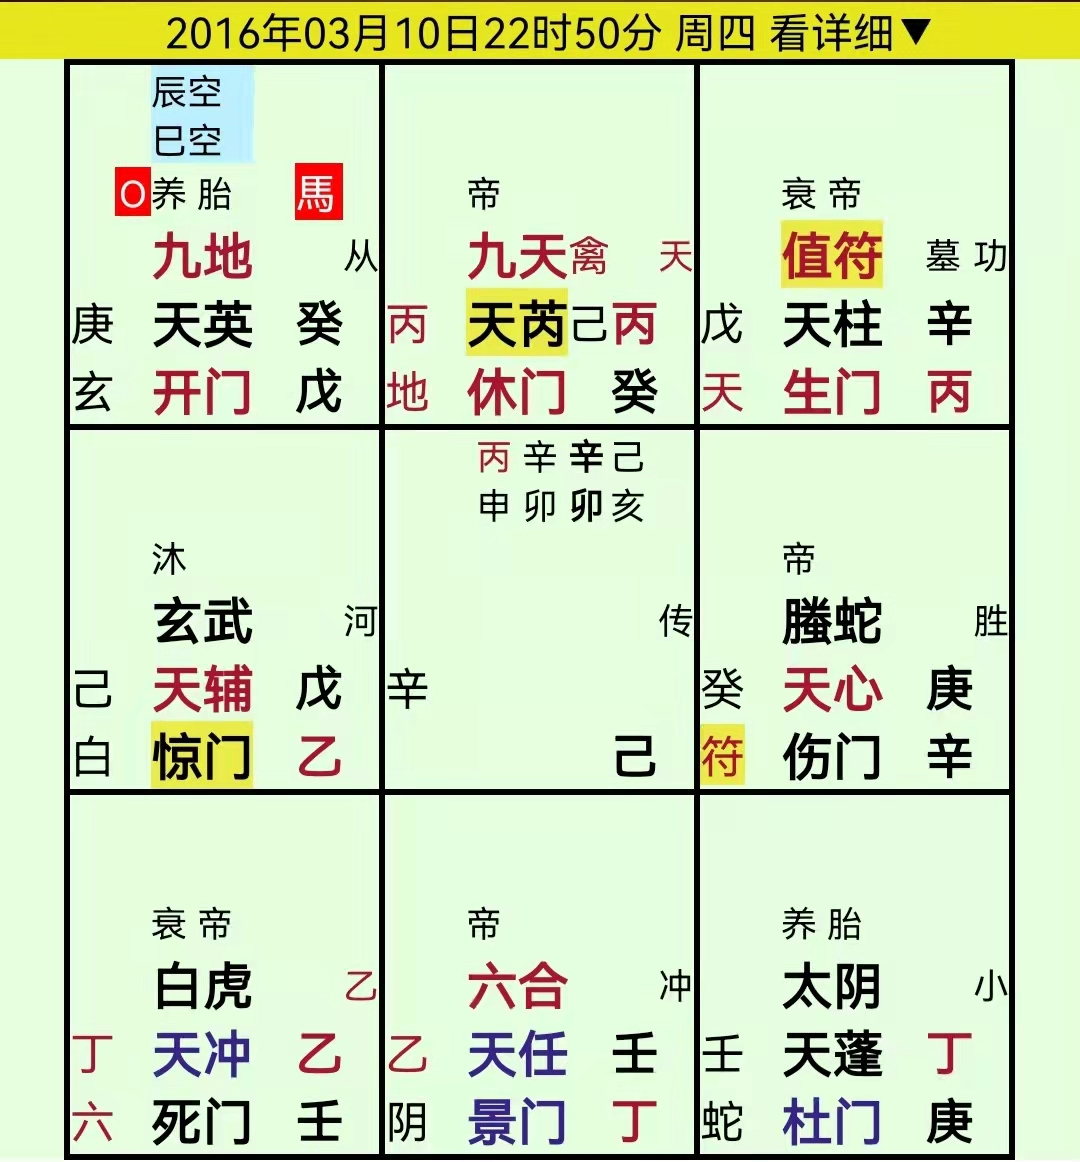 2016年03月10日22时50分 周四 看详细▼
辰空
巳空
O 养 胎 馬
九地 从
庚 天英 癸
玄 开门 戊
帝
九天 禽 天
丙 天芮 己 丙
地 休门 癸
衰 帝
值符 墓 功
戊 天柱 辛
天 生门 丙
沐
玄武 河
己 天辅 戊
白 惊门 乙
丙 辛 辛 己
申 卯 卯 亥
传
辛
己
帝
螣蛇 胜
癸 天心 庚
符 伤门 辛
衰 帝
白虎 乙
丁 天冲 乙
六 死门 壬
帝
六合 冲
乙 天任 壬
阴 景门 丁
养 胎
太阴 小
壬 天蓬 丁
蛇 杜门 庚